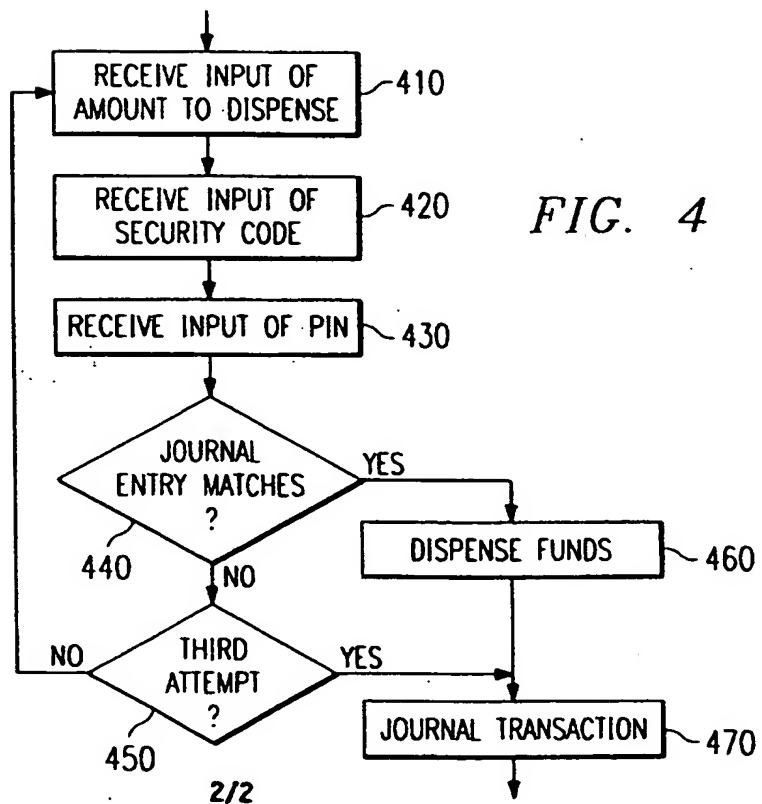 RECEIVE INPUT OF
AMOUNT TO DISPENSE
410
RECEIVE INPUT OF
SECURITY CODE
420
FIG. 4
RECEIVE INPUT OF PIN
430
JOURNAL
ENTRY MATCHES
?
YES
440
NO
DISPENSE FUNDS
460
NO
THIRD
ATTEMPT
?
YES
450
JOURNAL TRANSACTION
470
2/2